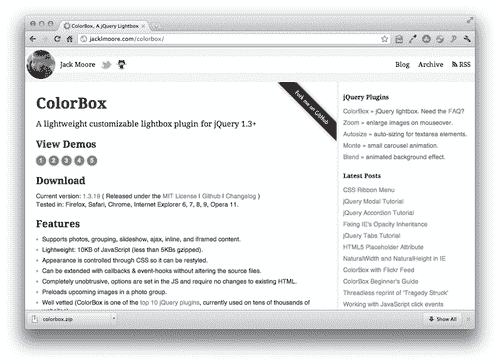 ColorBox, A jQuery Lightbox
jacklmoore.com/colorbox/
Jack Moore
Blog Archive RSS
Fork me on GitHub
ColorBox
A lightweight customizable lightbox plugin for jQuery 1.3+
View Demos
1 2 3 4 5
Download
Current version: 1.3.19 ( Released under the MIT License | Github | Changelog )
Tested in: Firefox, Safari, Chrome, Internet Explorer 6, 7, 8, 9, Opera 11.
Features
Supports photos, grouping, slideshow, ajax, inline, and iframed content.
Lightweight: 10KB of JavaScript (less than 5KBs gzipped).
Appearance is controlled through CSS so it can be restyled.
Can be extended with callbacks & event-hooks without altering the source files.
Completely unobtrusive, options are set in the JS and require no changes to existing HTML.
Preloads upcoming images in a photo group.
Well vetted (ColorBox is one of the top 10 jQuery plugins, currently used on tens of thousands of
jQuery Plugins
ColorBox = jQuery lightbox. Need the FAQ?
Zoom = enlarge images on mouseover.
Autosize = auto-sizing for textarea elements.
Monte = small carousel animation.
Blend = animated background effect.
Latest Posts
CSS Ribbon Menu
jQuery Modal Tutorial
jQuery Accordion Tutorial
Fixing IE's Opacity Inheritance
jQuery Tabs Tutorial
HTML5 Placeholder Attribute
NaturalWidth and NaturalHeight in IE
ColorBox with Flickr Feed
ColorBox Beginner's Guide
Threadless reprint of 'Tragedy Struck'
Working with JavaScript click events
colorbox.zip
Show All